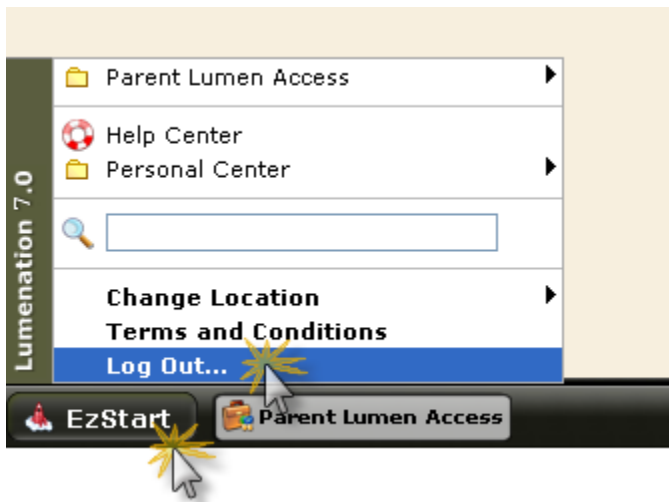 Lumenation 7.0
Parent Lumen Access
Help Center
Personal Center
Change Location
Terms and Conditions
Log Out...
EzStart
Parent Lumen Access